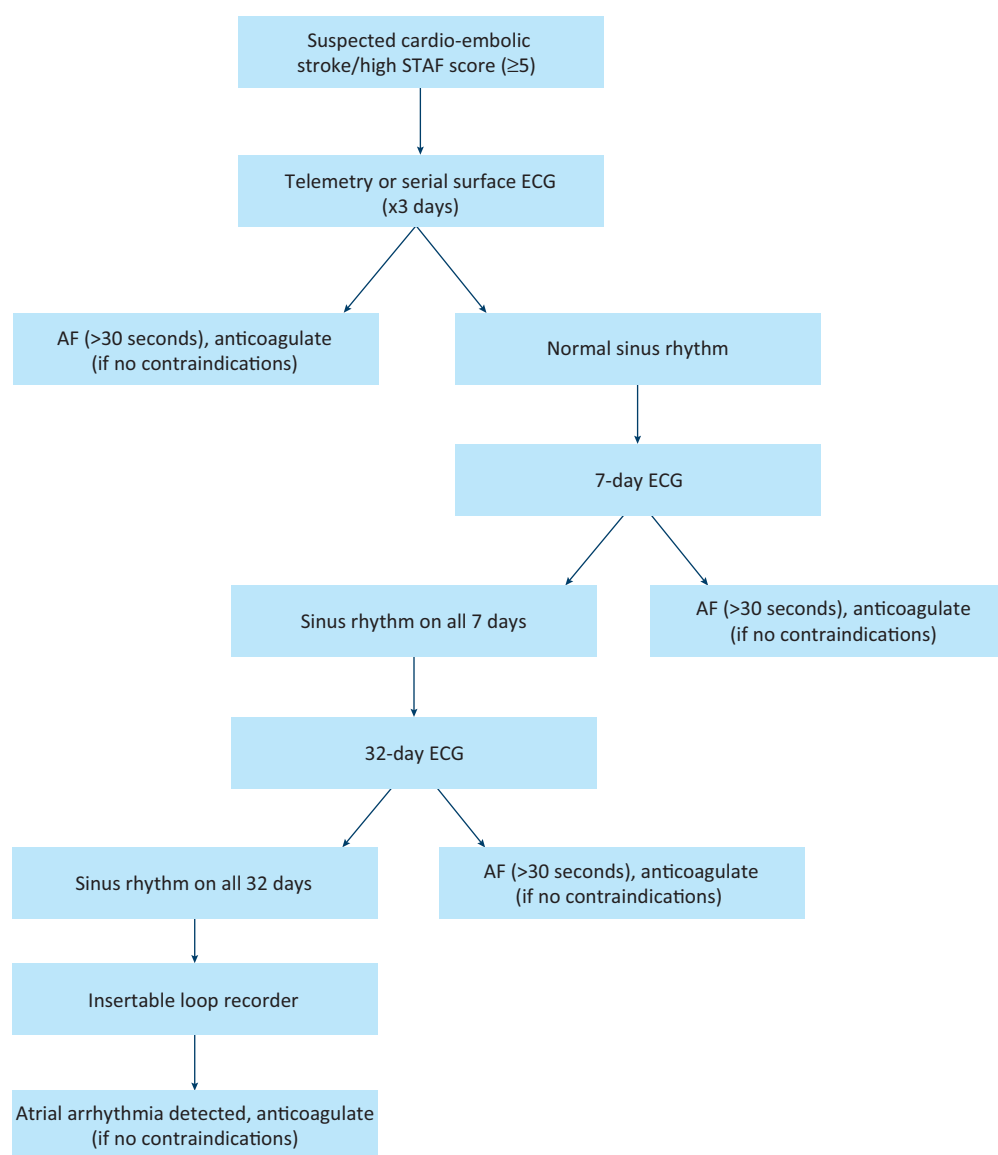 Suspected cardio-embolic
stroke/high STAF score (≥5)
Telemetry or serial surface ECG
(x3 days)
AF (>30 seconds), anticoagulate
(if no contraindications)
Normal sinus rhythm
7-day ECG
Sinus rhythm on all 7 days
AF (>30 seconds), anticoagulate
(if no contraindications)
32-day ECG
Sinus rhythm on all 32 days
AF (>30 seconds), anticoagulate
(if no contraindications)
Insertable loop recorder
Atrial arrhythmia detected, anticoagulate
(if no contraindications)